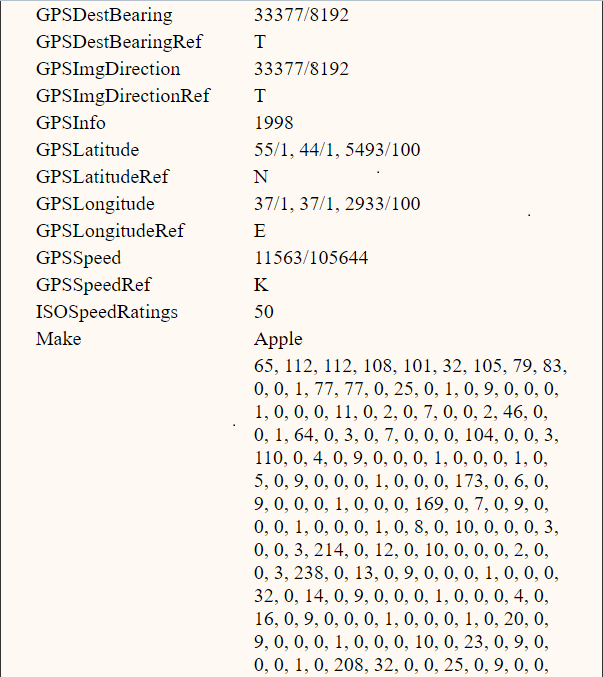 GPSDestBearing 33377/8192
GPSDestBearingRef T
GPSImgDirection 33377/8192
GPSImgDirectionRef T
GPSInfo 1998
GPSLatitude 55/1, 44/1, 5493/100
GPSLatitudeRef N
GPSLongitude 37/1, 37/1, 2933/100
GPSLongitudeRef E
GPSSpeed 11563/105644
GPSSpeedRef K
ISOSpeedRatings 50
Make Apple
65, 112, 112, 108, 101, 32, 105, 79, 83,
0, 0, 1, 77, 77, 0, 25, 0, 1, 0, 9, 0, 0, 0,
1, 0, 0, 0, 11, 0, 2, 0, 7, 0, 0, 2, 46, 0,
0, 1, 64, 0, 3, 0, 7, 0, 0, 0, 104, 0, 0, 3,
110, 0, 4, 0, 9, 0, 0, 0, 1, 0, 0, 0, 1, 0,
5, 0, 9, 0, 0, 0, 1, 0, 0, 0, 173, 0, 6, 0,
9, 0, 0, 0, 1, 0, 0, 0, 169, 0, 7, 0, 9, 0,
0, 0, 1, 0, 0, 0, 1, 0, 8, 0, 10, 0, 0, 0, 3,
0, 0, 3, 214, 0, 12, 0, 10, 0, 0, 0, 2, 0,
0, 3, 238, 0, 13, 0, 9, 0, 0, 0, 1, 0, 0, 0,
32, 0, 14, 0, 9, 0, 0, 0, 1, 0, 0, 0, 4, 0,
16, 0, 9, 0, 0, 0, 1, 0, 0, 0, 1, 0, 20, 0,
9, 0, 0, 0, 1, 0, 0, 0, 10, 0, 23, 0, 9, 0,
0, 0, 1, 0, 208, 32, 0, 0, 25, 0, 9, 0, 0,